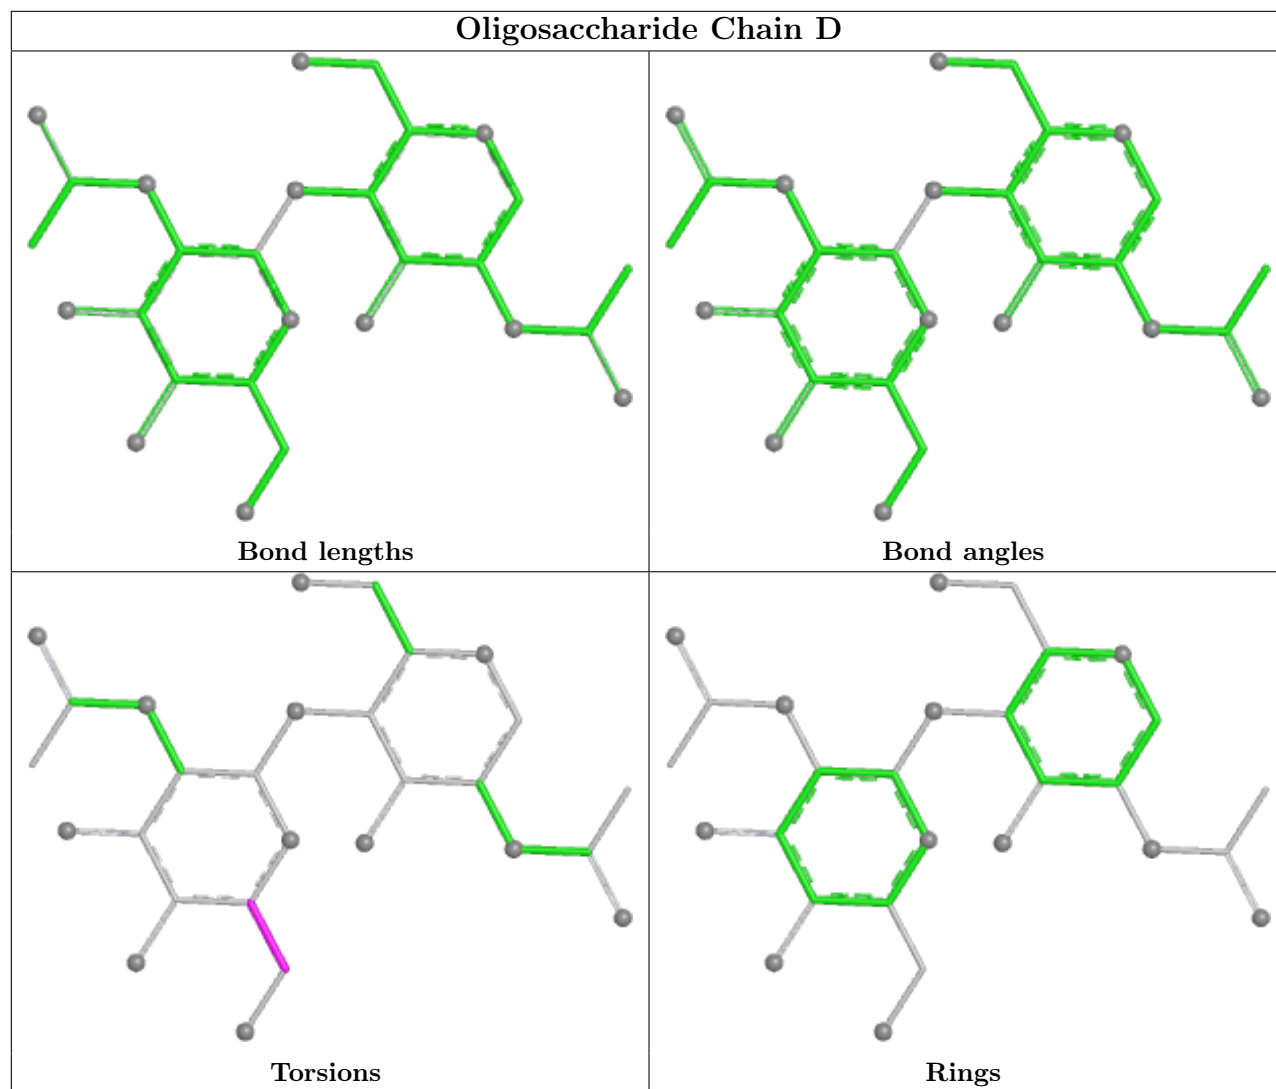 Oligosaccharide Chain D
Bond lengths
Bond angles
Torsions
Rings